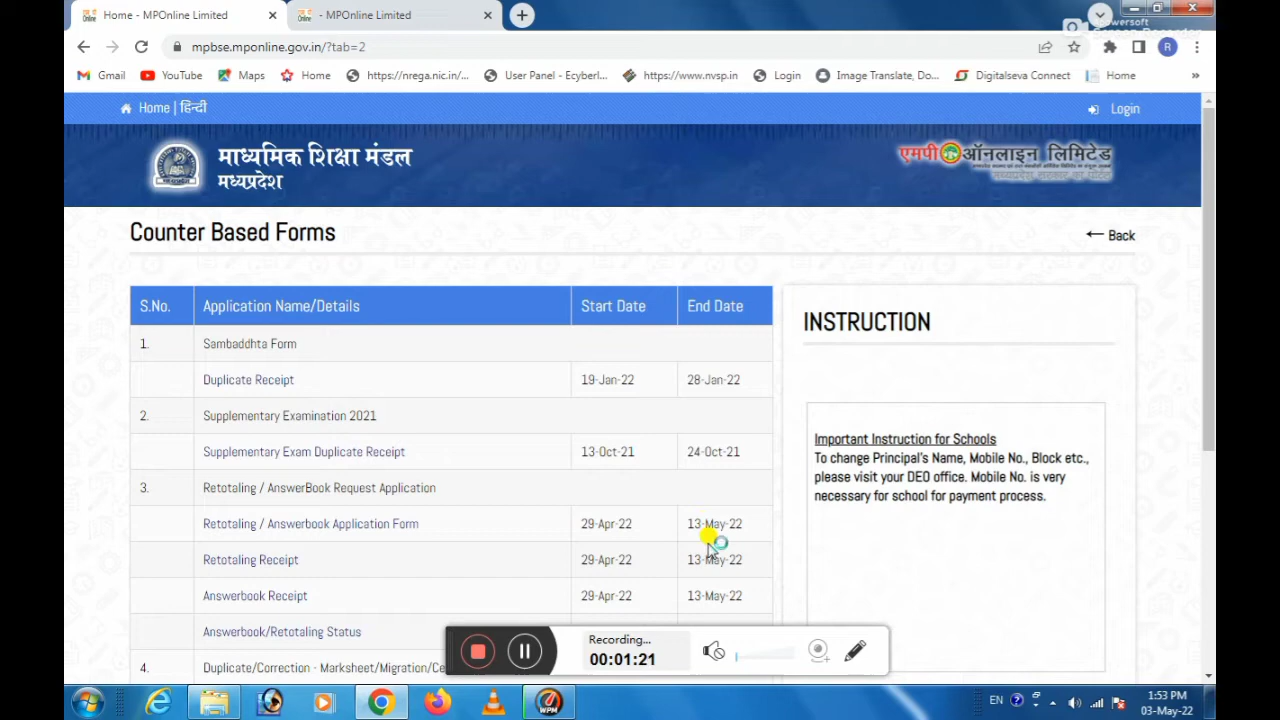 Home - MPOnline Limited
- MPOnline Limited
mpbse.mponline.gov.in/?tab=2
R
Gmail
YouTube
Maps
Home
https://nrega.nic.in/...
User Panel - Ecyberl...
https://www.nvsp.in
Login
Image Translate, Do...
Digitalseva Connect
Home
»
Home | हिन्दी
Login
माध्यमिक शिक्षा मंडल
मध्यप्रदेश
एमपी ऑनलाइन लिमिटेड
Counter Based Forms
Back
S.No. Application Name/Details Start Date End Date
1. Sambaddhta Form
Duplicate Receipt 19-Jan-22 28-Jan-22
2. Supplementary Examination 2021
Supplementary Exam Duplicate Receipt 13-Oct-21 24-Oct-21
3. Retotaling / AnswerBook Request Application
Retotaling / Answerbook Application Form 29-Apr-22 13-May-22
Retotaling Receipt 29-Apr-22 13-May-22
Answerbook Receipt 29-Apr-22 13-May-22
Answerbook/Retotaling Status
4. Duplicate/Correction - Marksheet/Migration/Ce
INSTRUCTION
Important Instruction for Schools
To change Principal's Name, Mobile No., Block etc.,
please visit your DEO office. Mobile No. is very
necessary for school for payment process.
Recording...
00:01:21
WPM
EN
1:53 PM
03-May-22